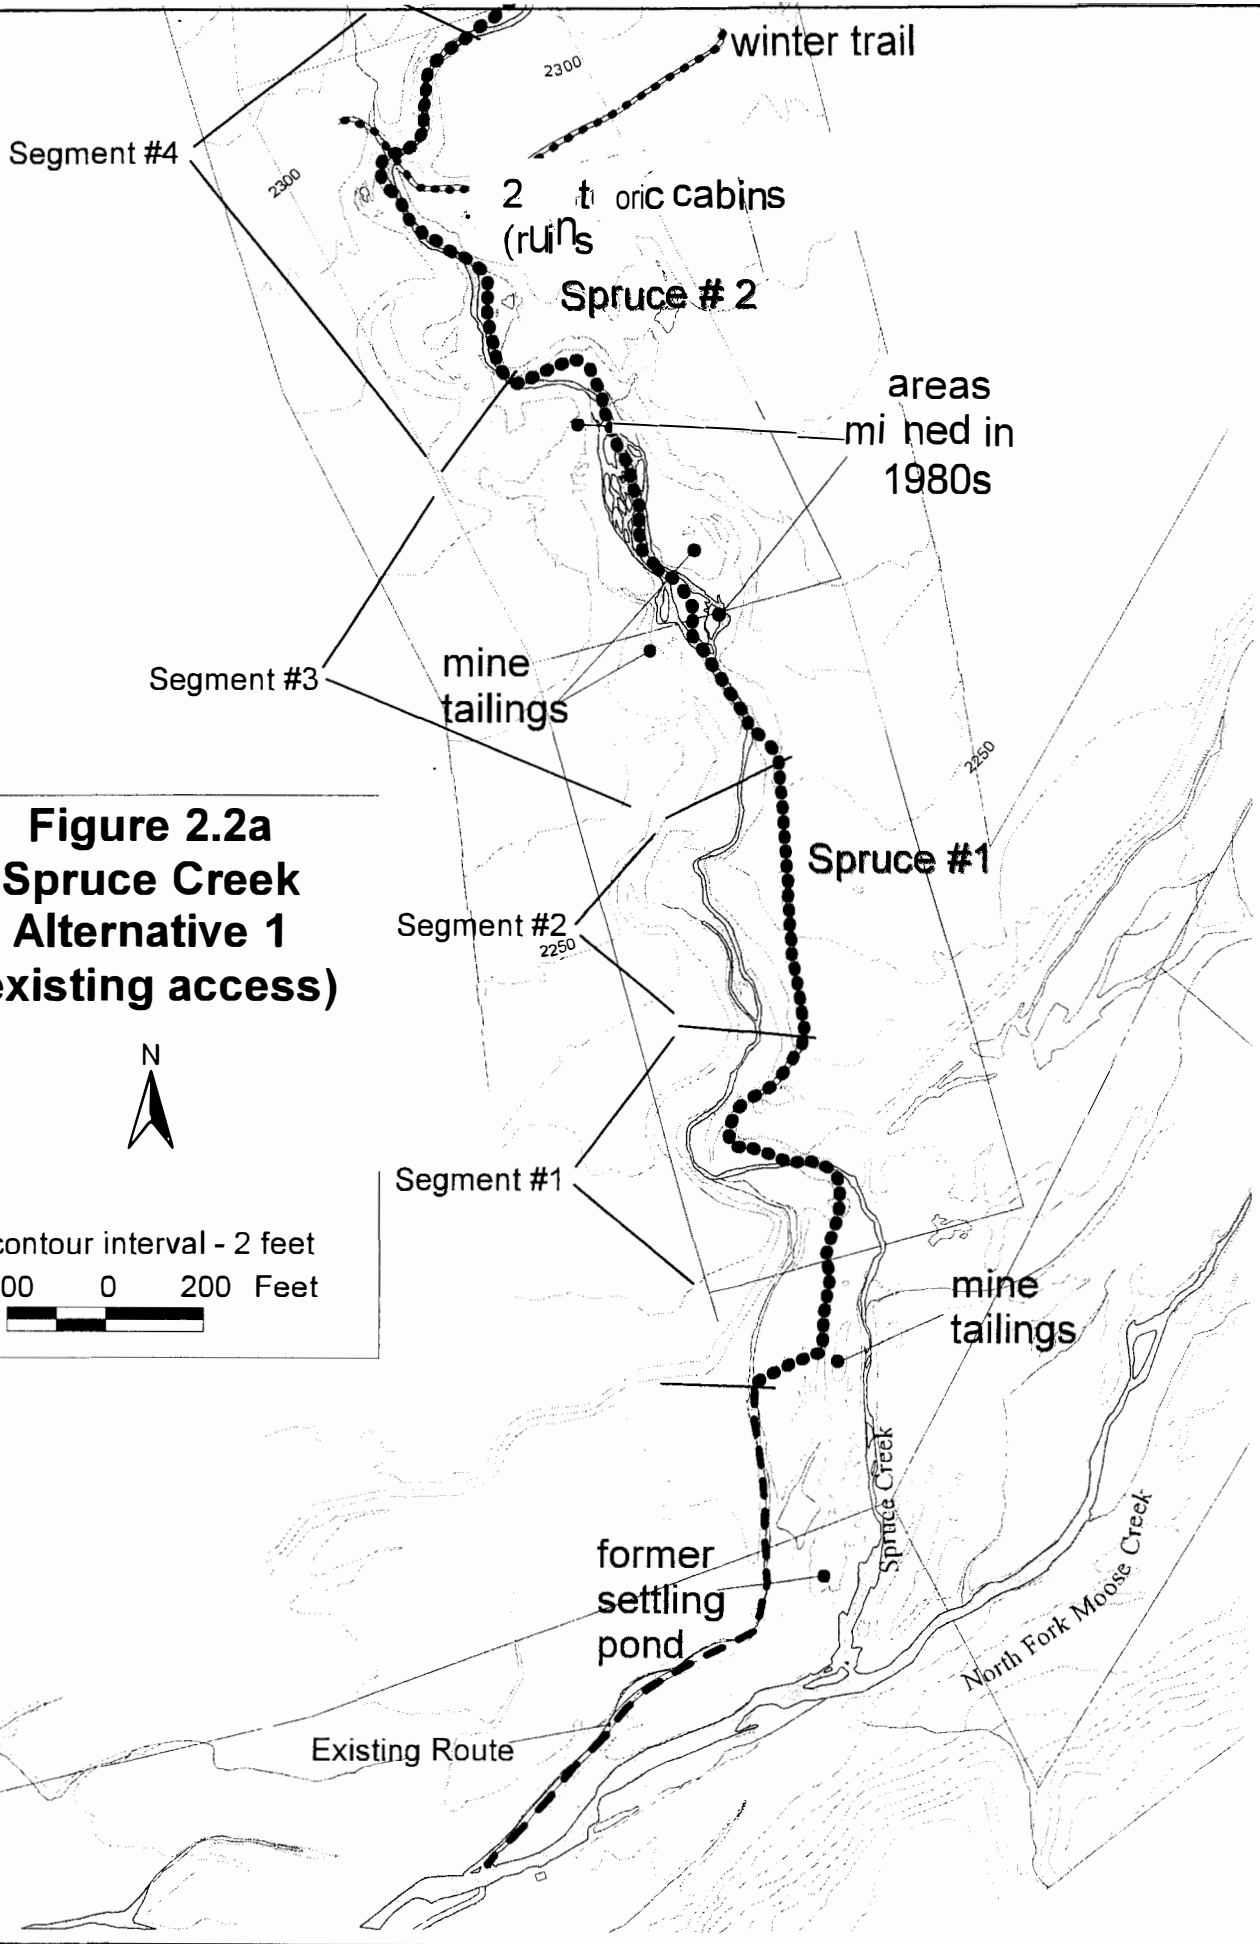 winter trail
2300
Segment #4
2300
2 t oric cabins
(ruins
Spruce # 2
areas
mi ned in
1980s
mine
tailings
Segment #3
2250
Figure 2.2a
Spruce Creek
Alternative 1
existing access)
Spruce #1
Segment #2
2250
N
Segment #1
contour interval - 2 feet
00 0 200 Feet
mine
tailings
Spruce Creek
former
settling
pond
North Fork Moose Creek
Existing Route